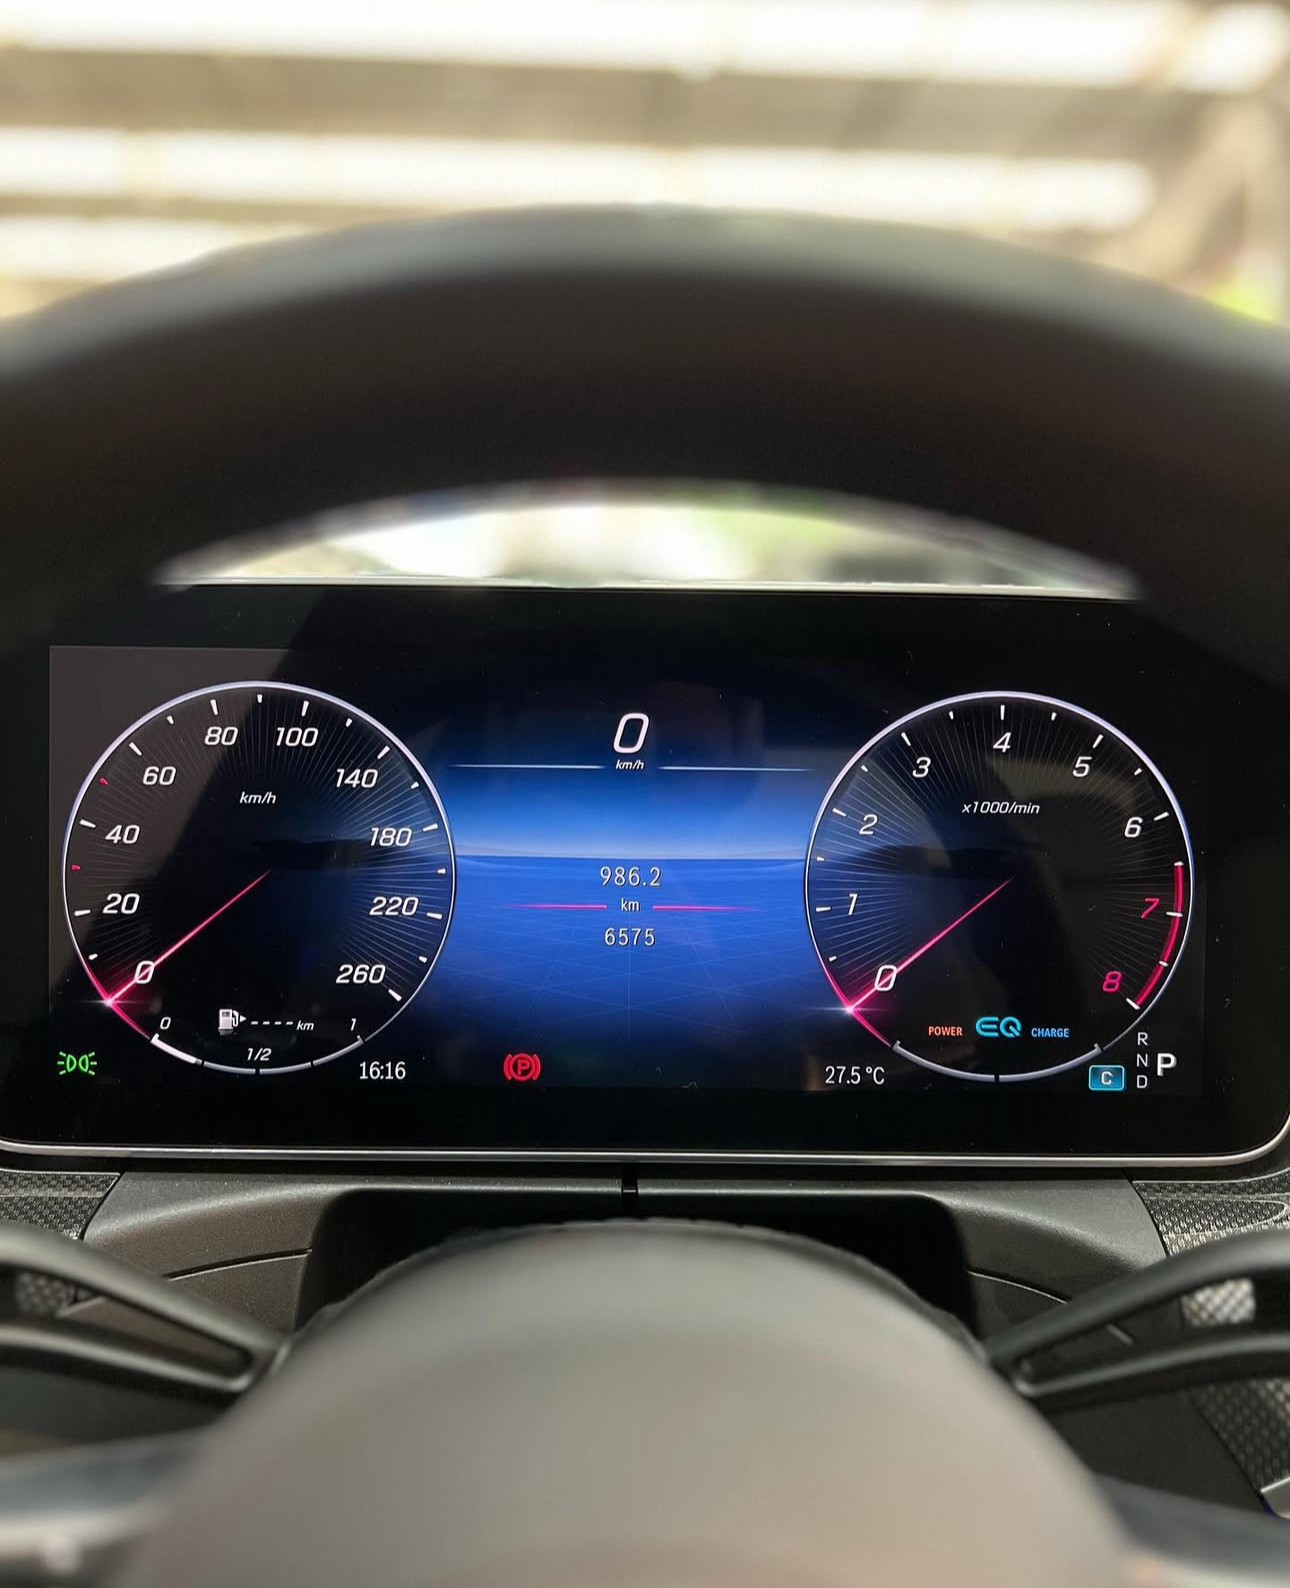 0
km/h
80 100
60 140
km/h
40 180
20 220
0 260
0 ---- km 1
1/2
16:16
986.2
km
6575
P
4
3 5
x1000/min
2 6
1 7
0 8
POWER EQ CHARGE
27.5 °C
C
R
N P
D